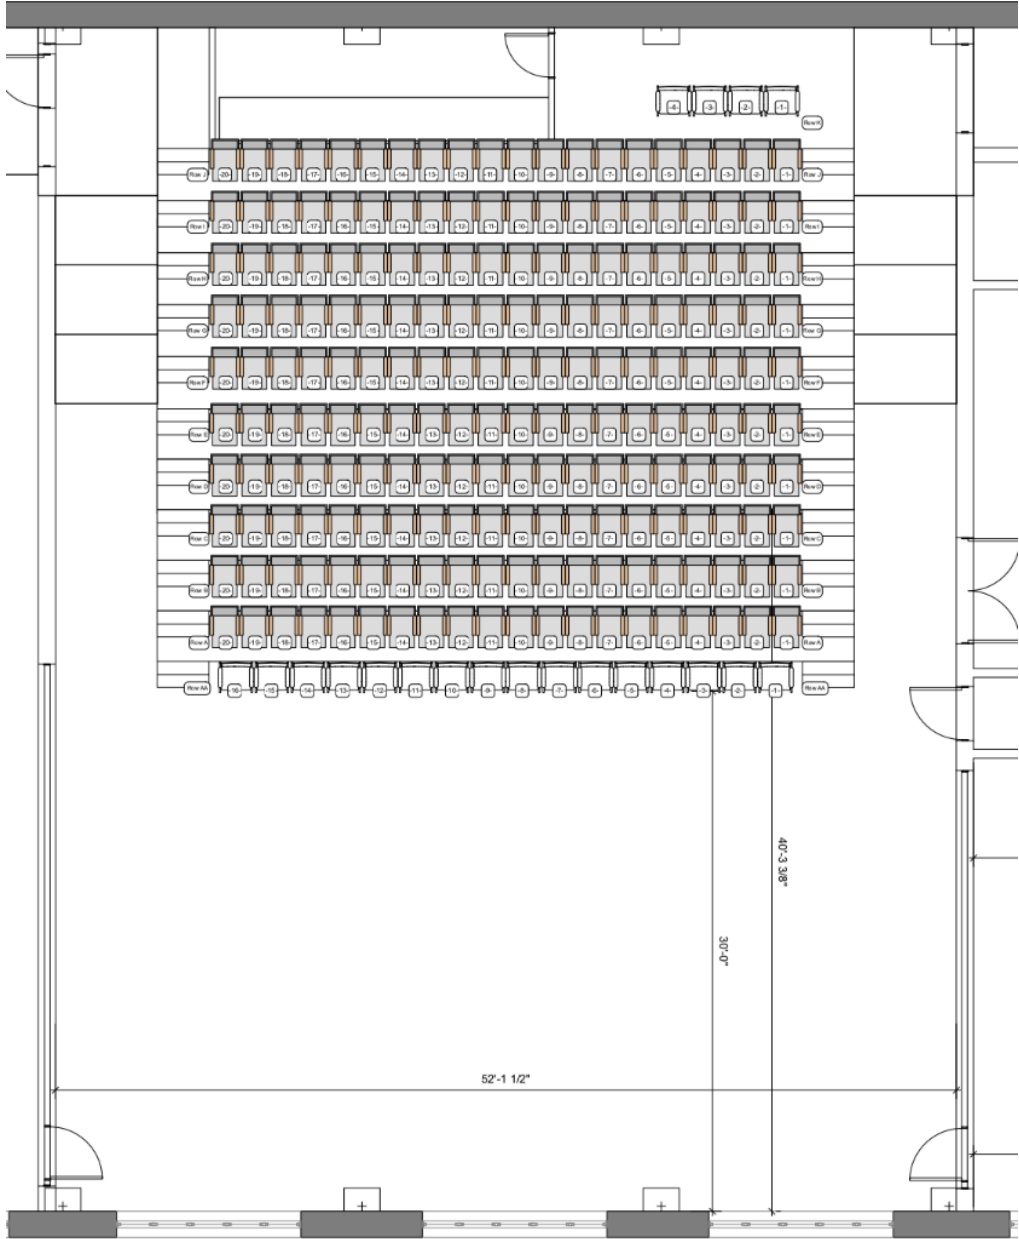 -4- -3- -2- -1-
Row K
Row J -20- -19- -18- -17- -16- -15- -14- -13- -12- -11- -10- -9- -8- -7- -6- -5- -4- -3- -2- -1- Row J
Row I -20- -19- -18- -17- -16- -15- -14- -13- -12- -11- -10- -9- -8- -7- -6- -5- -4- -3- -2- -1- Row I
Row H -20- -19- -18- -17- -16- -15- -14- -13- -12- -11- -10- -9- -8- -7- -6- -5- -4- -3- -2- -1- Row H
Row G -20- -19- -18- -17- -16- -15- -14- -13- -12- -11- -10- -9- -8- -7- -6- -5- -4- -3- -2- -1- Row G
Row F -20- -19- -18- -17- -16- -15- -14- -13- -12- -11- -10- -9- -8- -7- -6- -5- -4- -3- -2- -1- Row F
Row E -20- -19- -18- -17- -16- -15- -14- -13- -12- -11- -10- -9- -8- -7- -6- -5- -4- -3- -2- -1- Row E
Row D -20- -19- -18- -17- -16- -15- -14- -13- -12- -11- -10- -9- -8- -7- -6- -5- -4- -3- -2- -1- Row D
Row C -20- -19- -18- -17- -16- -15- -14- -13- -12- -11- -10- -9- -8- -7- -6- -5- -4- -3- -2- -1- Row C
Row B -20- -19- -18- -17- -16- -15- -14- -13- -12- -11- -10- -9- -8- -7- -6- -5- -4- -3- -2- -1- Row B
Row A -20- -19- -18- -17- -16- -15- -14- -13- -12- -11- -10- -9- -8- -7- -6- -5- -4- -3- -2- -1- Row A
Row AA -16- -15- -14- -13- -12- -11- -10- -9- -8- -7- -6- -5- -4- -3- -2- -1- Row AA
40'-3 3/8"
30'-0"
52'-1 1/2"